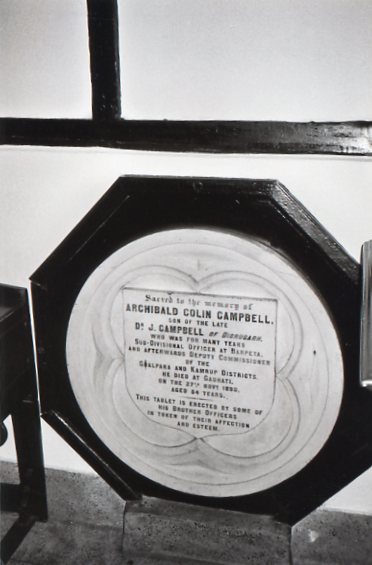 Sacred to the memory of
ARCHIBALD COLIN CAMPBELL.
SON OF THE LATE
DR J. CAMPBELL OF DIBRUGARH.
WHO WAS FOR MANY YEARS
SUB-DIVISIONAL OFFICER AT BARPETA.
AND AFTERWARDS DEPUTY COMMISSIONER
OF THE
GOALPARA AND KAMRUP DISTRICTS.
HE DIED AT GAUHATI.
ON THE 27TH NOVR
AGED 54 YEARS.
THIS TABLET IS ERECTED BY SOME OF
HIS BROTHER OFFICERS
IN TOKEN OF THEIR AFFECTION
AND ESTEEM.